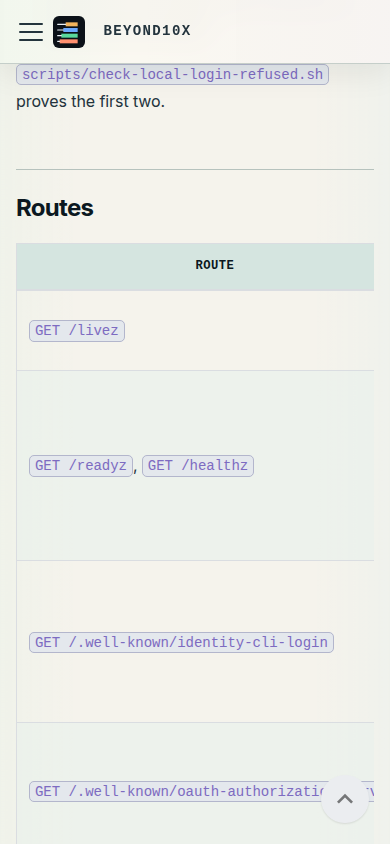 BEYOND10X
scripts/check-local-login-refused.sh
proves the first two.
Routes
ROUTE
GET /livez
GET /readyz, GET /healthz
GET /.well-known/identity-cli-login
GET /.well-known/oauth-authorizatio